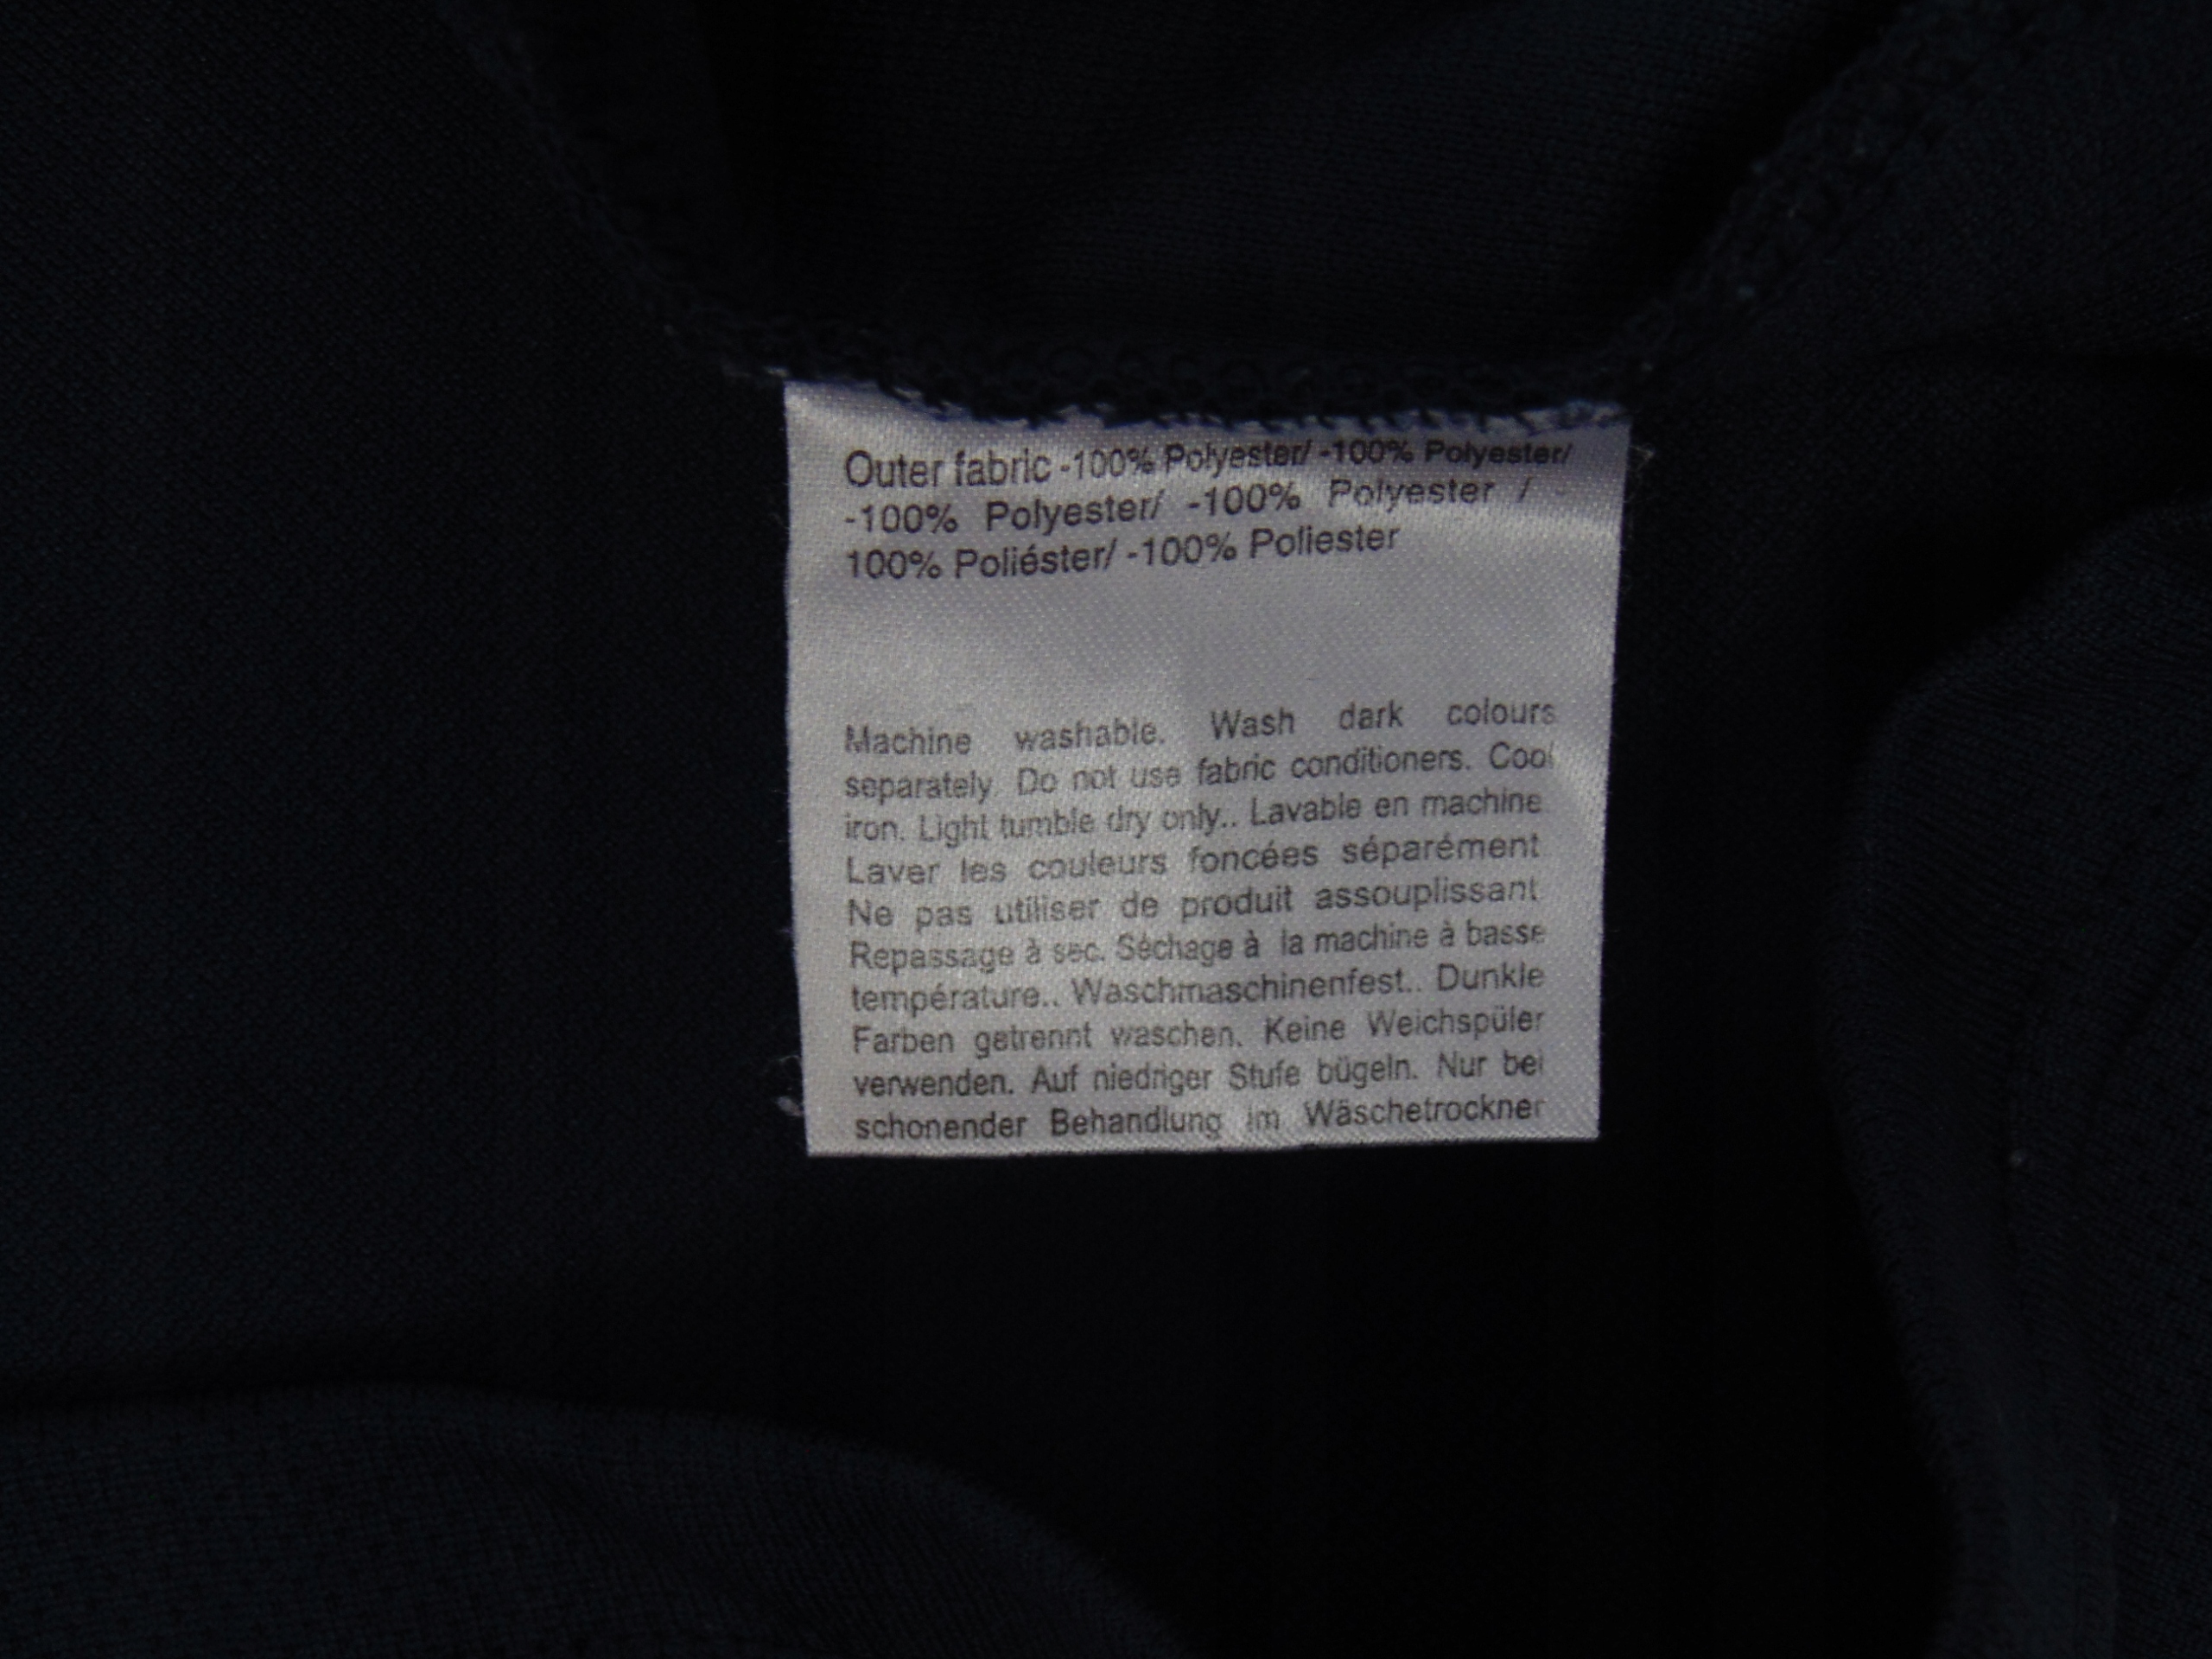 Outer fabric -100% Polyester/ -100% Polyester/
-100% Polyester/ -100% Polyester /
100% Poliéster/ -100% Poliester
Machine washable. Wash dark colours
separately. Do not use fabric conditioners. Cool
iron. Light tumble dry only.. Lavable en machine.
Laver les couleurs foncées séparément
Ne pas utiliser de produit assouplissant.
Repassage à sec. Séchage à la machine à basse
température.. Waschmaschinenfest.. Dunkle
Farben getrennt waschen. Keine Weichspüler
verwenden. Auf niedriger Stufe bügeln. Nur bei
schonender Behandlung im Wäschetrockner